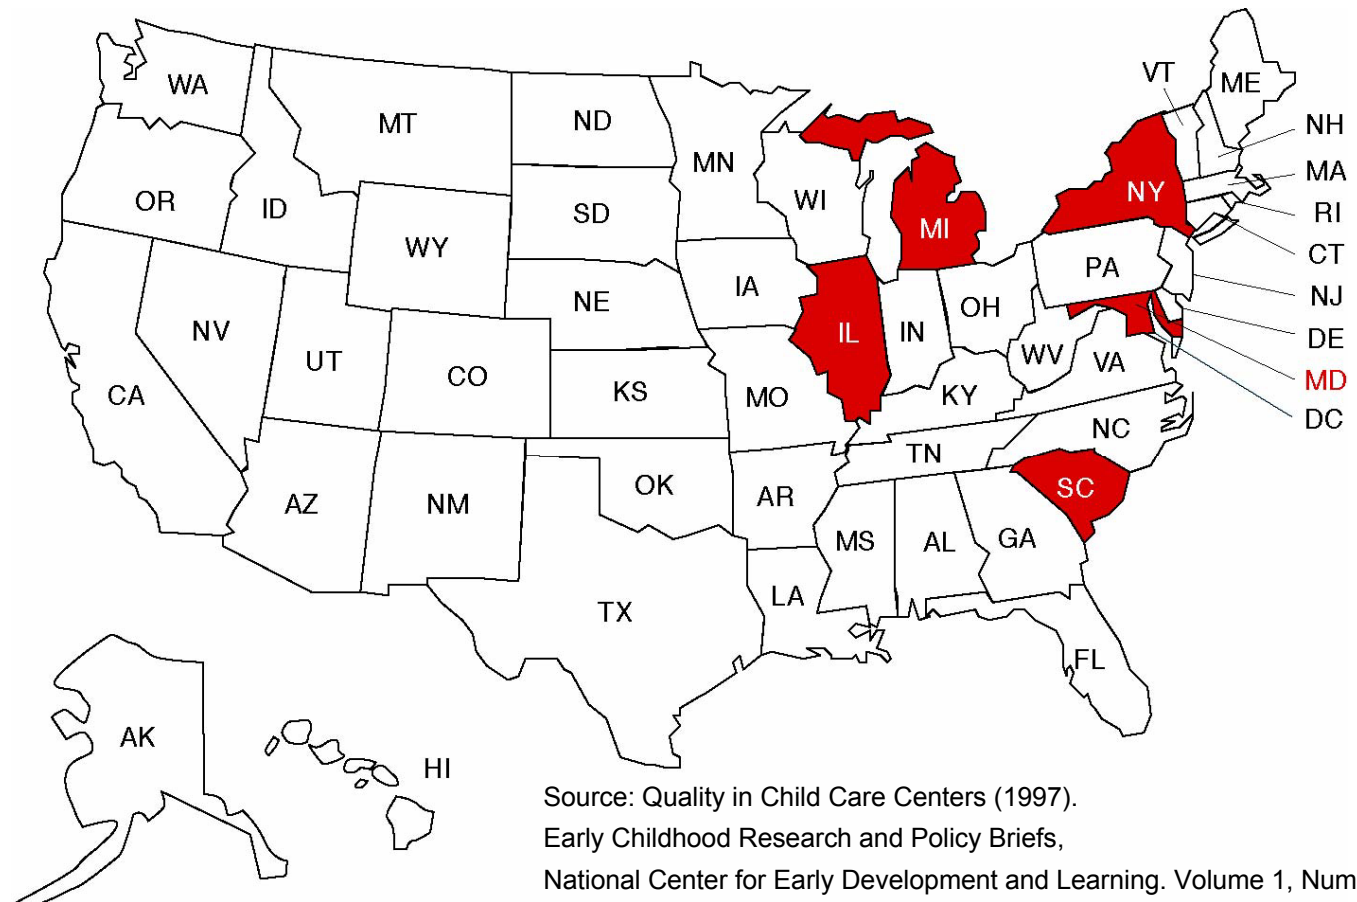 WA
MT
ND
MN
VT
ME
NH
MA
RI
CT
NJ
DE
MD
DC
OR
ID
WY
SD
WI
MI
NY
PA
IA
NE
IL
IN
OH
WV
VA
NV
UT
CO
KS
MO
KY
CA
NC
TN
SC
AZ
NM
OK
AR
MS
AL
GA
TX
LA
FL
AK
HI
Source: Quality in Child Care Centers (1997).
Early Childhood Research and Policy Briefs,
National Center for Early Development and Learning. Volume 1, Num